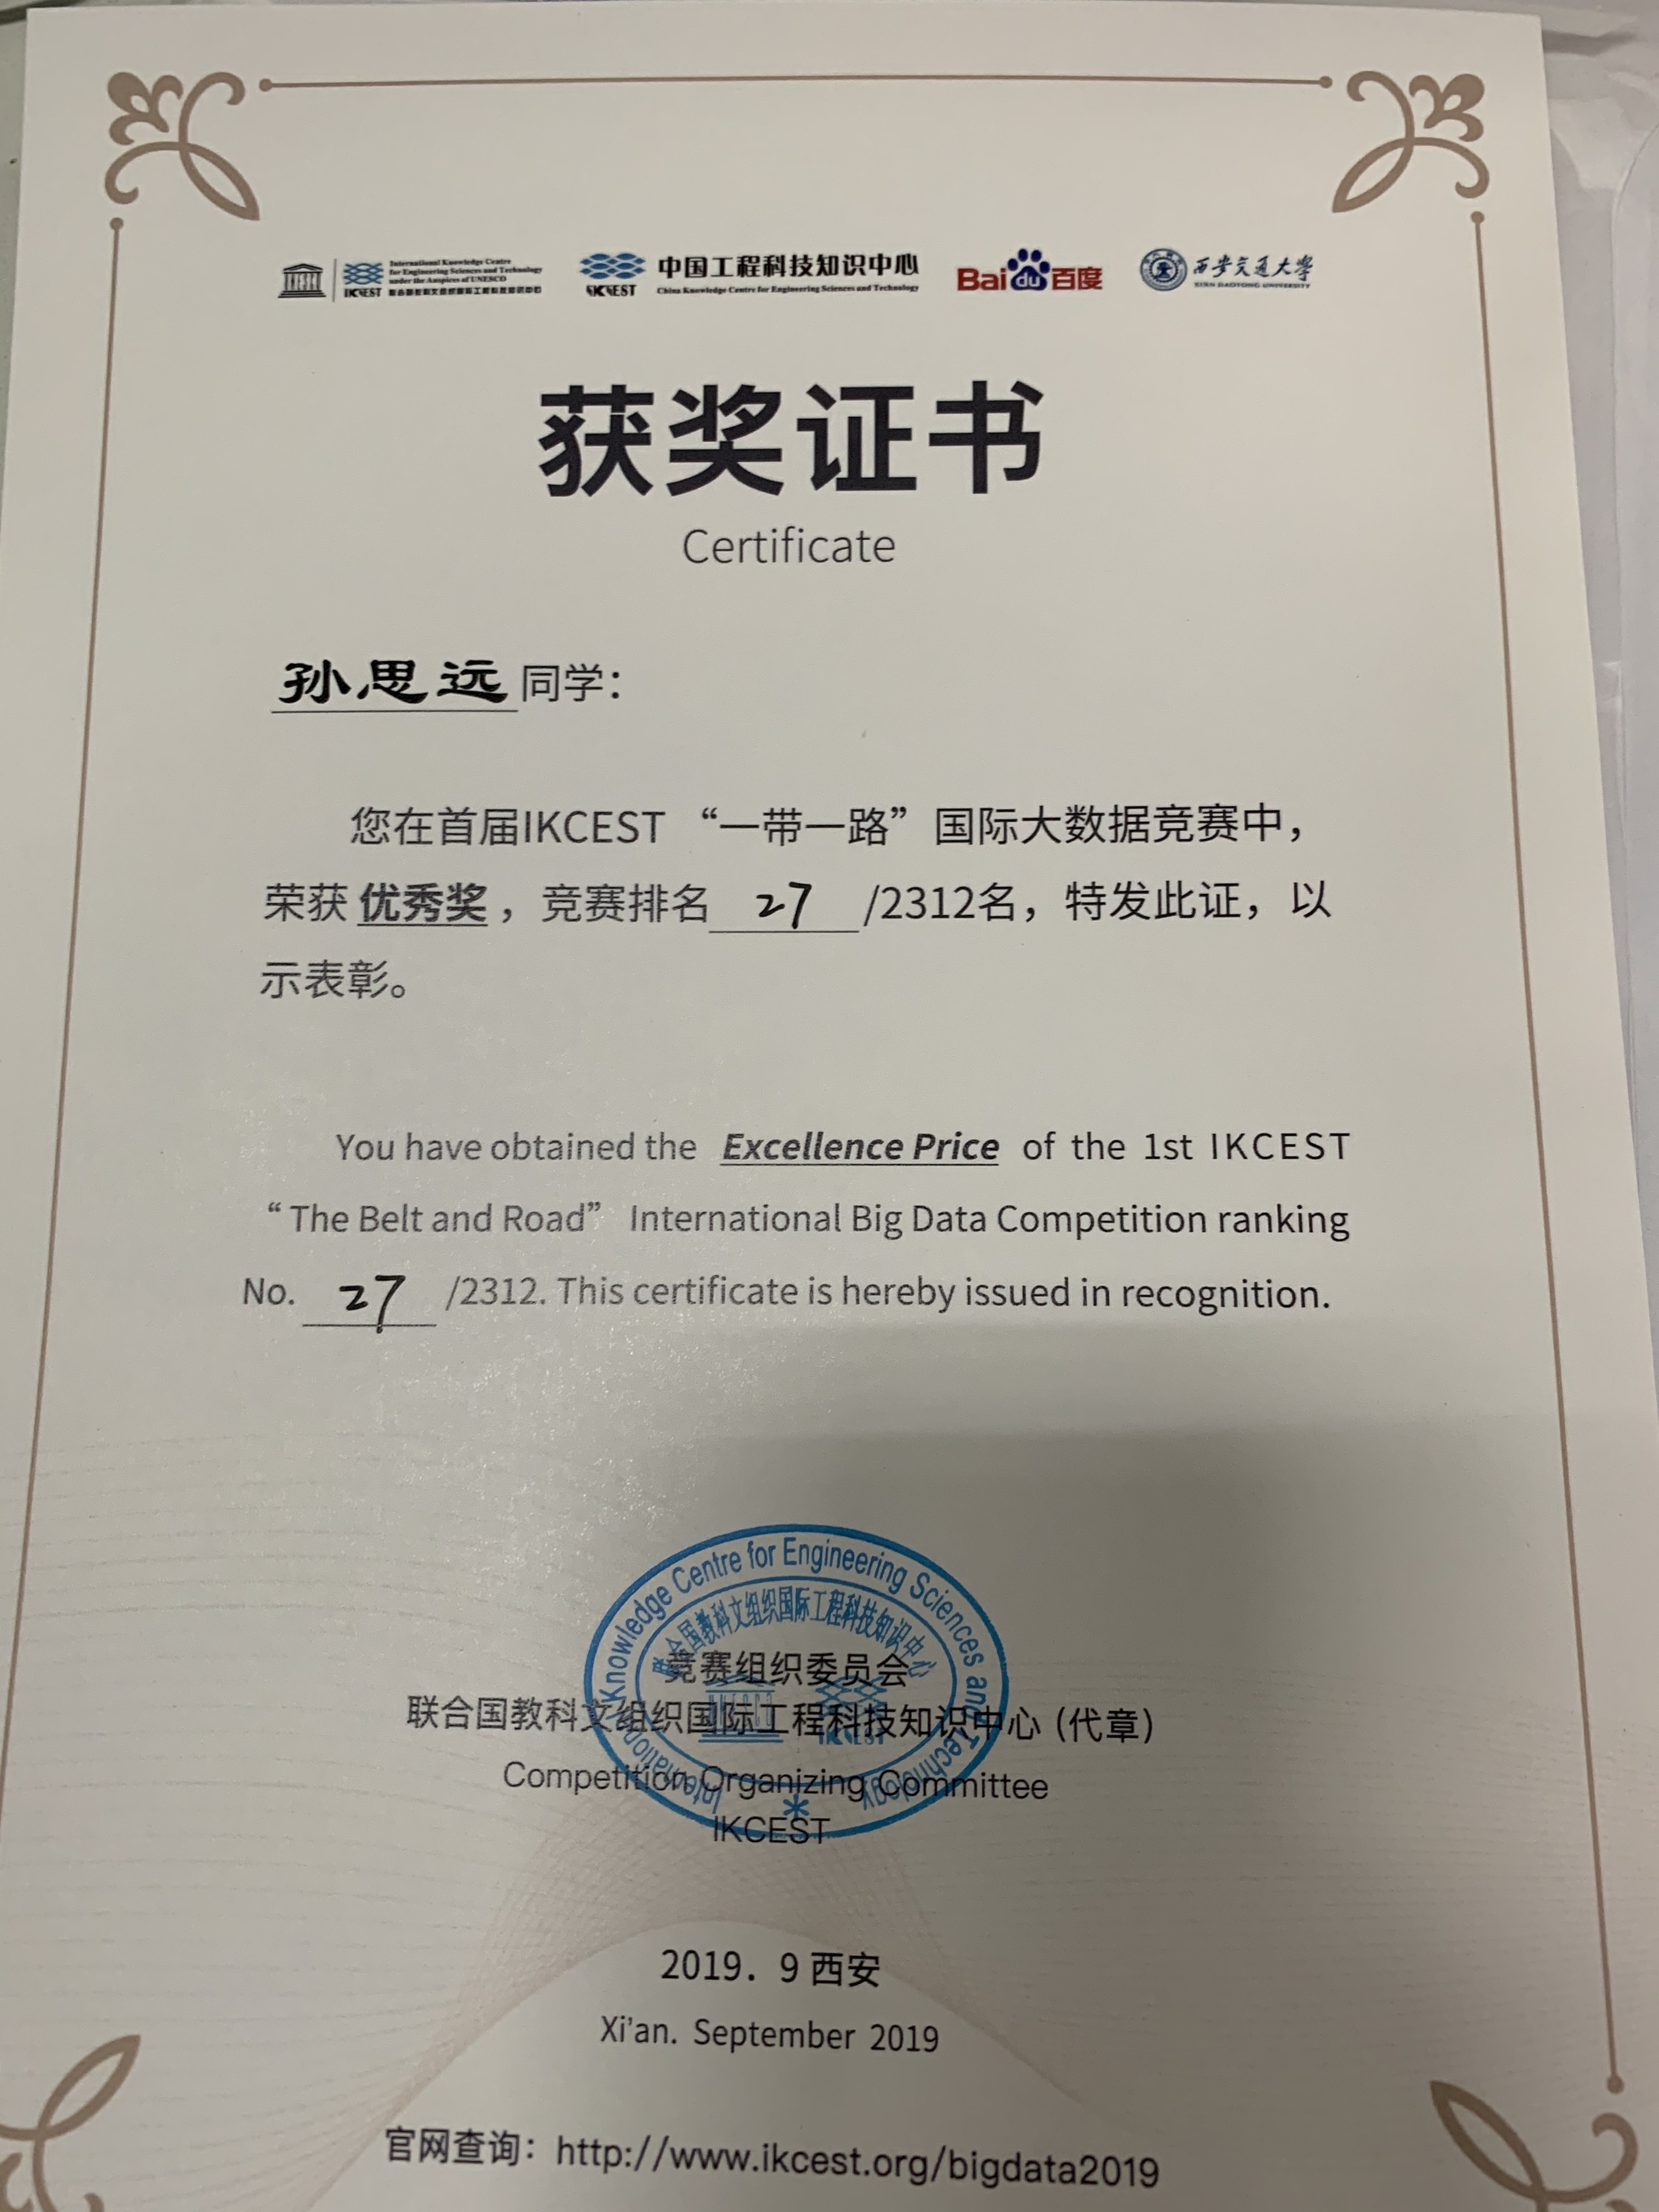 UNESCO
IKCEST
International Knowledge Centre
for Engineering Sciences and Technology
under the Auspices of UNESCO
联合国教科文组织国际工程科技知识中心
CKCEST
中国工程科技知识中心
China Knowledge Centre for Engineering Sciences and Technology
Bai du 百度
西安交通大学
XI'AN JIAOTONG UNIVERSITY
获奖证书
Certificate
孙思远同学:
您在首届IKCEST “一带一路” 国际大数据竞赛中,
荣获 优秀奖, 竞赛排名 27 /2312名, 特发此证, 以
示表彰。
You have obtained the Excellence Price of the 1st IKCEST
“The Belt and Road” International Big Data Competition ranking
No. 27 /2312. This certificate is hereby issued in recognition.
International Knowledge Centre for Engineering Sciences and Technology
联合国教科文组织国际工程科技知识中心
UNESCO IKCEST
竞赛组织委员会
联合国教科文组织国际工程科技知识中心 (代章)
Competition Organizing Committee
IKCEST
2019. 9 西安
Xi'an. September 2019
官网查询: http://www.ikcest.org/bigdata2019